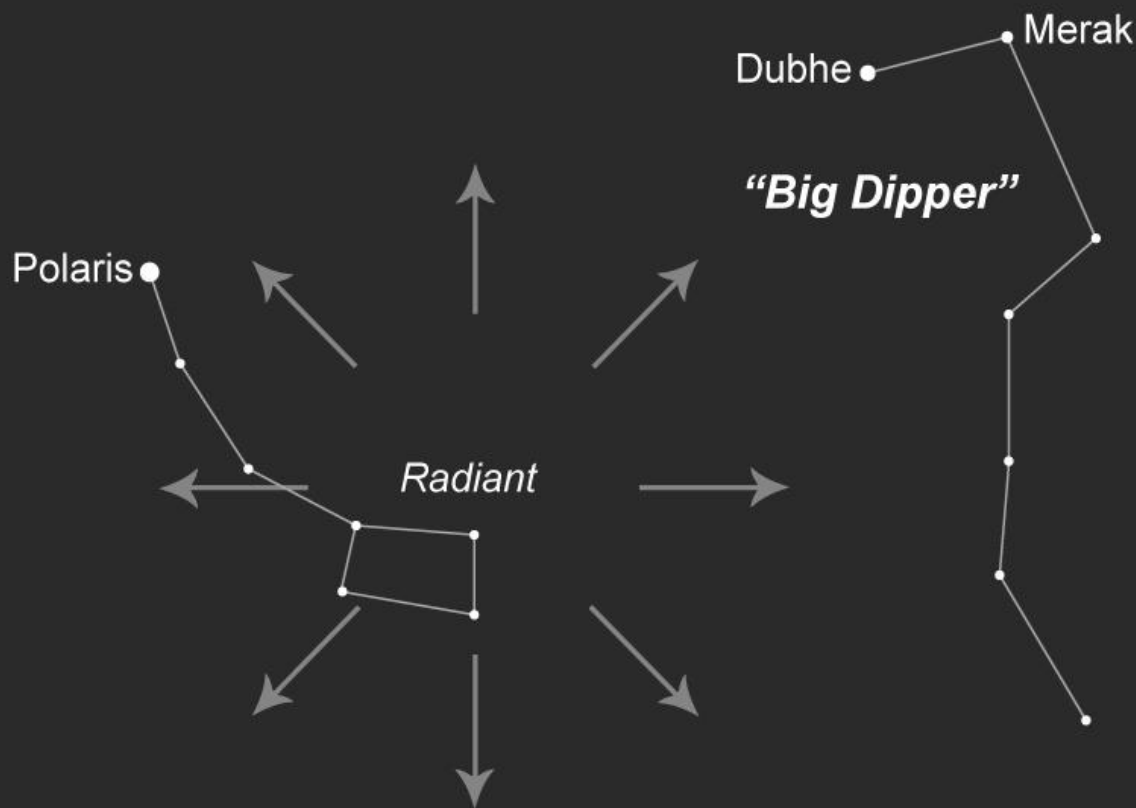 Merak
Dubhe
“Big Dipper”
Polaris
Radiant